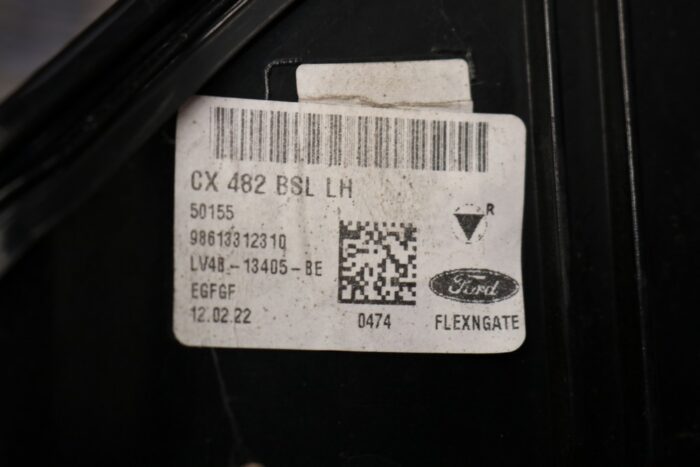 CX 482 BSL LH
50155
98613312310
LV4B-13405-BE
EGFGF
12.02.22
0474
R
Ford
FLEXNGATE